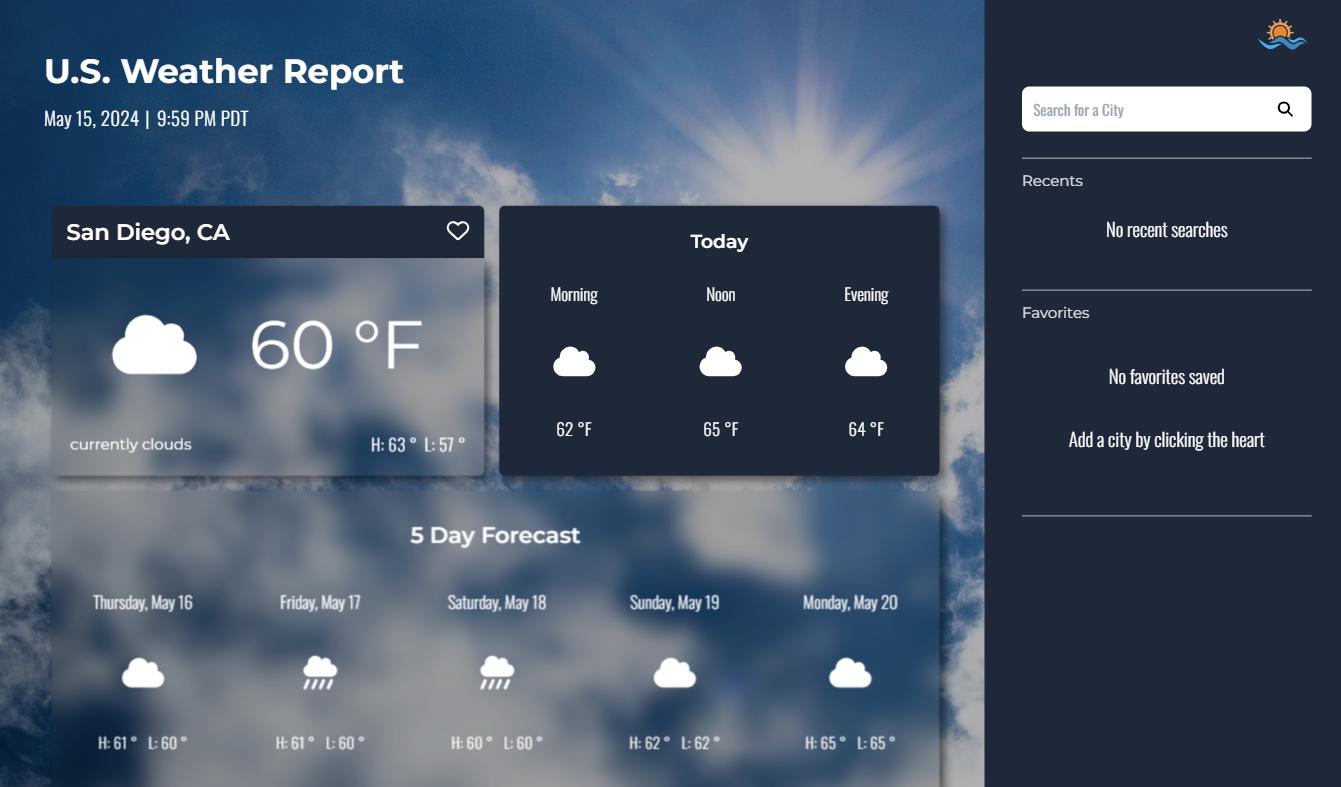 U.S. Weather Report
May 15, 2024 | 9:59 PM PDT
San Diego, CA
60 °F
currently clouds
H: 63 ° L: 57 °
Today
Morning Noon Evening
62 °F 65 °F 64 °F
5 Day Forecast
Thursday, May 16 Friday, May 17 Saturday, May 18 Sunday, May 19 Monday, May 20
H: 61 ° L: 60 ° H: 61 ° L: 60 ° H: 60 ° L: 60 ° H: 62 ° L: 62 ° H: 65 ° L: 65 °
Search for a City
Recents
No recent searches
Favorites
No favorites saved
Add a city by clicking the heart